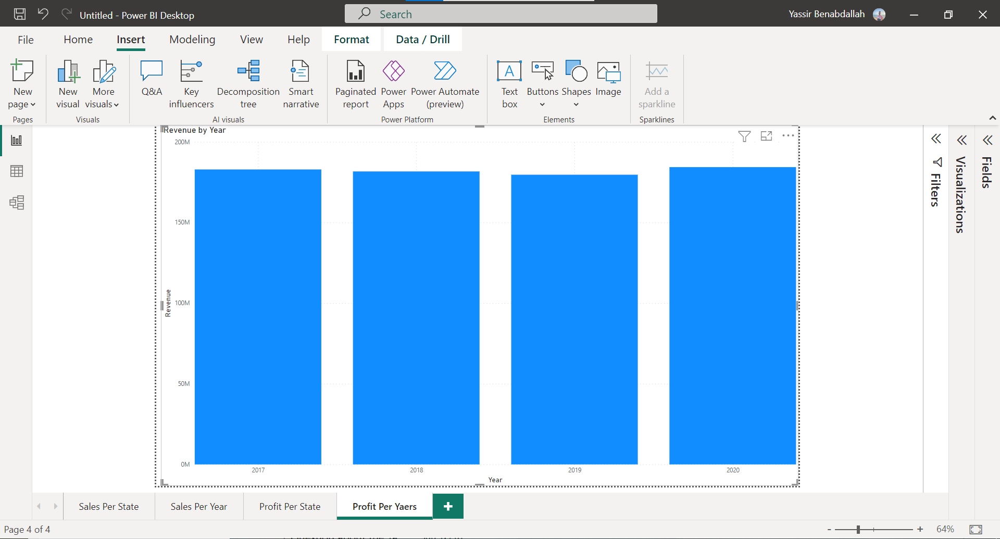 Untitled - Power BI Desktop
Search
Yassir Benabdallah
File Home Insert Modeling View Help Format Data / Drill
New page
New visual
More visuals
Q&A
Key influencers
Decomposition tree
Smart narrative
Paginated report
Power Apps
Power Automate (preview)
Text box
Buttons
Shapes
Image
Add a sparkline
Pages
Visuals
AI visuals
Power Platform
Elements
Sparklines
Revenue by Year
200M
150M
100M
50M
0M
Revenue
2017 2018 2019 2020
Year
Filters
Visualizations
Fields
Sales Per State
Sales Per Year
Profit Per State
Profit Per Yaers
Page 4 of 4
- + 64%